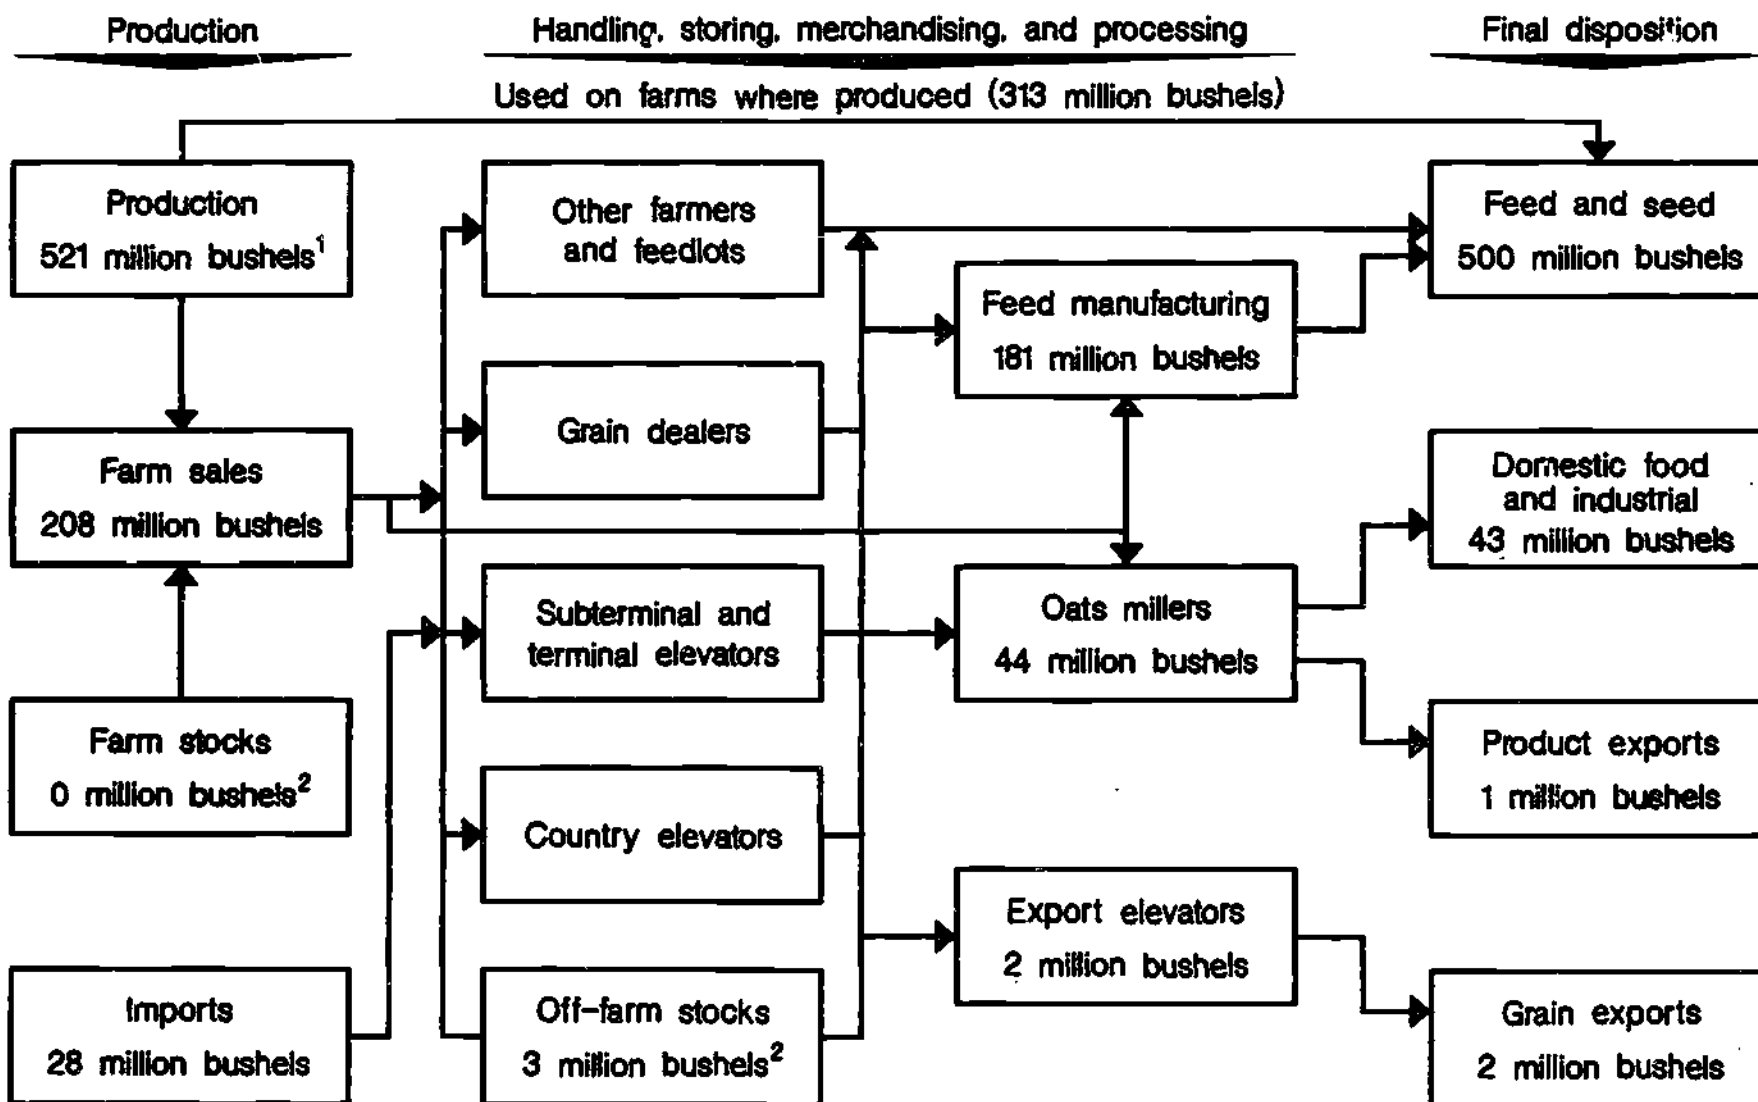 Production
Handling, storing, merchandising, and processing
Final disposition
Used on farms where produced (313 million bushels)
Production
521 million bushels¹
Other farmers
and feedlots
Feed and seed
500 million bushels
Feed manufacturing
181 million bushels
Grain dealers
Farm sales
208 million bushels
Domestic food
and industrial
43 million bushels
Subterminal and
terminal elevators
Oats millers
44 million bushels
Farm stocks
0 million bushels²
Product exports
1 million bushels
Country elevators
Export elevators
2 million bushels
Imports
28 million bushels
Off-farm stocks
3 million bushels²
Grain exports
2 million bushels